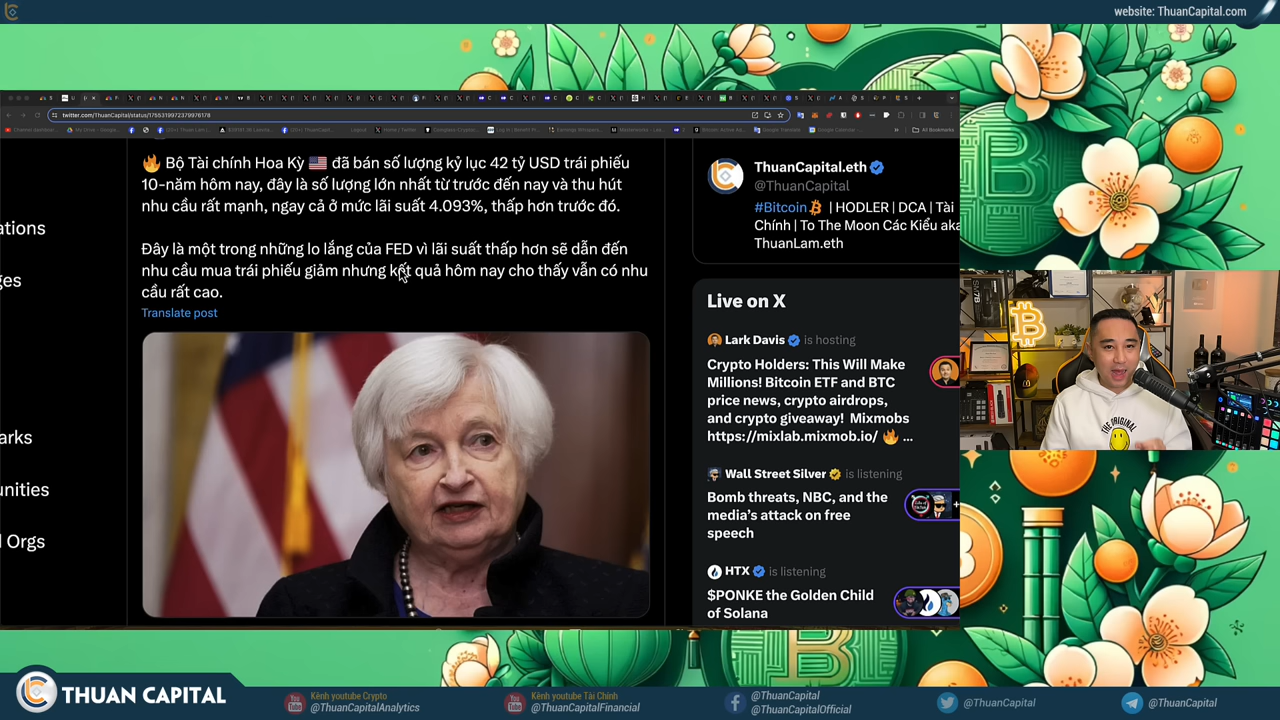 website: ThuanCapital.com
twitter.com/ThuanCapital/status/1755319972379976178
All Bookmarks
🔥 Bộ Tài chính Hoa Kỳ 🇺🇸 đã bán số lượng kỷ lục 42 tỷ USD trái phiếu
10-năm hôm nay, đây là số lượng lớn nhất từ trước đến nay và thu hút
nhu cầu rất mạnh, ngay cả ở mức lãi suất 4.093%, thấp hơn trước đó.
Đây là một trong những lo lắng của FED vì lãi suất thấp hơn sẽ dẫn đến
nhu cầu mua trái phiếu giảm nhưng kết quả hôm nay cho thấy vẫn có nhu
cầu rất cao.
Translate post
ations
ges
arks
unities
d Orgs
ThuanCapital.eth
@ThuanCapital
#Bitcoin | HODLER | DCA | Tài
Chính | To The Moon Các Kiểu aka
ThuanLam.eth
Live on X
Lark Davis is hosting
Crypto Holders: This Will Make
Millions! Bitcoin ETF and BTC
price news, crypto airdrops,
and crypto giveaway! Mixmobs
https://mixlab.mixmob.io/ 🔥 ...
Wall Street Silver is listening
Bomb threats, NBC, and the
media's attack on free
speech
HTX is listening
$PONKE the Golden Child
of Solana
THE ORIGINAL
THUAN CAPITAL
Kênh youtube Crypto
@ThuanCapitalAnalytics
Kênh youtube Tài Chính
@ThuanCapitalFinancial
@ThuanCapital
@ThuanCapitalOfficial
@ThuanCapital
@ThuanCapital